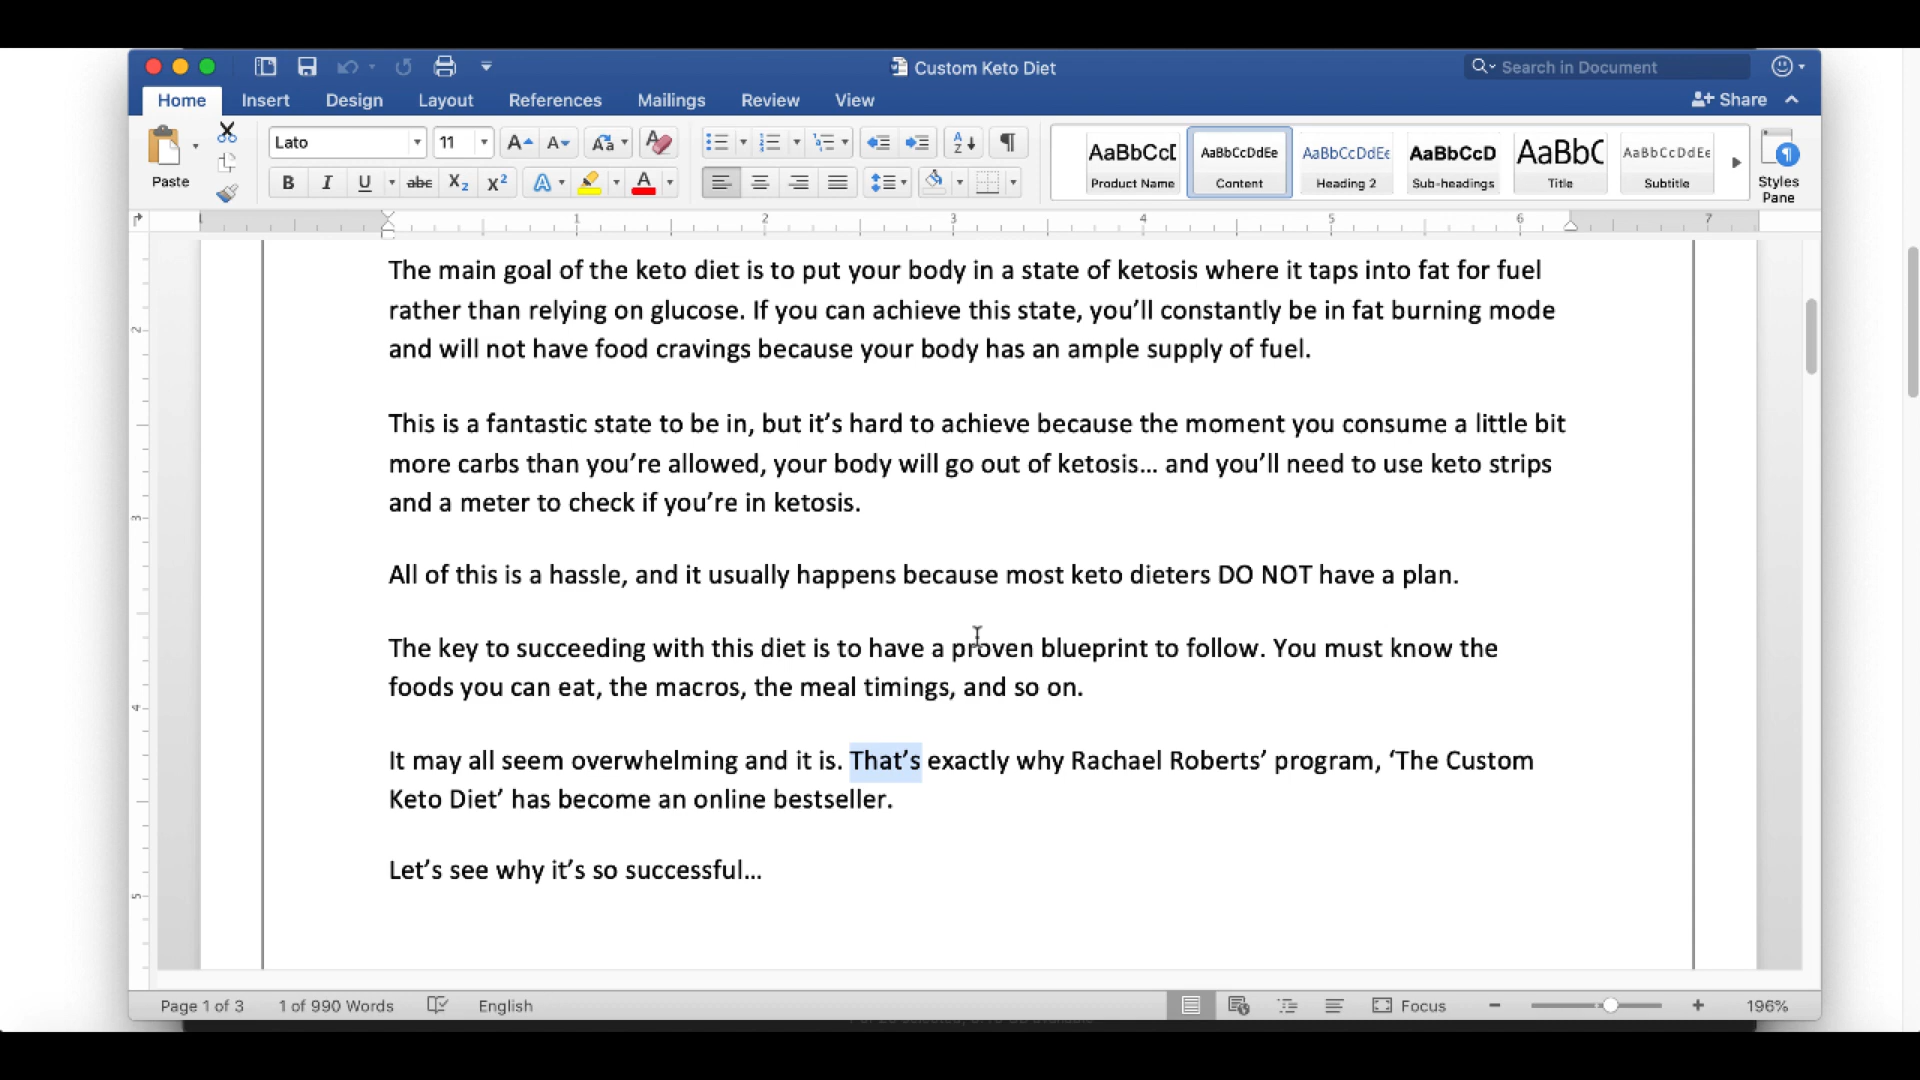 Custom Keto Diet
Search in Document
Home Insert Design Layout References Mailings Review View
Share
Paste
Lato 11
AaBbCcD AaBbCcDdEe AaBbCcDdEe AaBbCcD AaBbC AaBbCcDdEe
Product Name Content Heading 2 Sub-headings Title Subtitle
Styles
Pane
1 1 2 3 4 5 6 7
The main goal of the keto diet is to put your body in a state of ketosis where it taps into fat for fuel
rather than relying on glucose. If you can achieve this state, you’ll constantly be in fat burning mode
and will not have food cravings because your body has an ample supply of fuel.
This is a fantastic state to be in, but it’s hard to achieve because the moment you consume a little bit
more carbs than you’re allowed, your body will go out of ketosis… and you’ll need to use keto strips
and a meter to check if you’re in ketosis.
All of this is a hassle, and it usually happens because most keto dieters DO NOT have a plan.
The key to succeeding with this diet is to have a proven blueprint to follow. You must know the
foods you can eat, the macros, the meal timings, and so on.
It may all seem overwhelming and it is. That’s exactly why Rachael Roberts’ program, ‘The Custom
Keto Diet’ has become an online bestseller.
Let’s see why it’s so successful…
Page 1 of 3 1 of 990 Words English Focus 196%